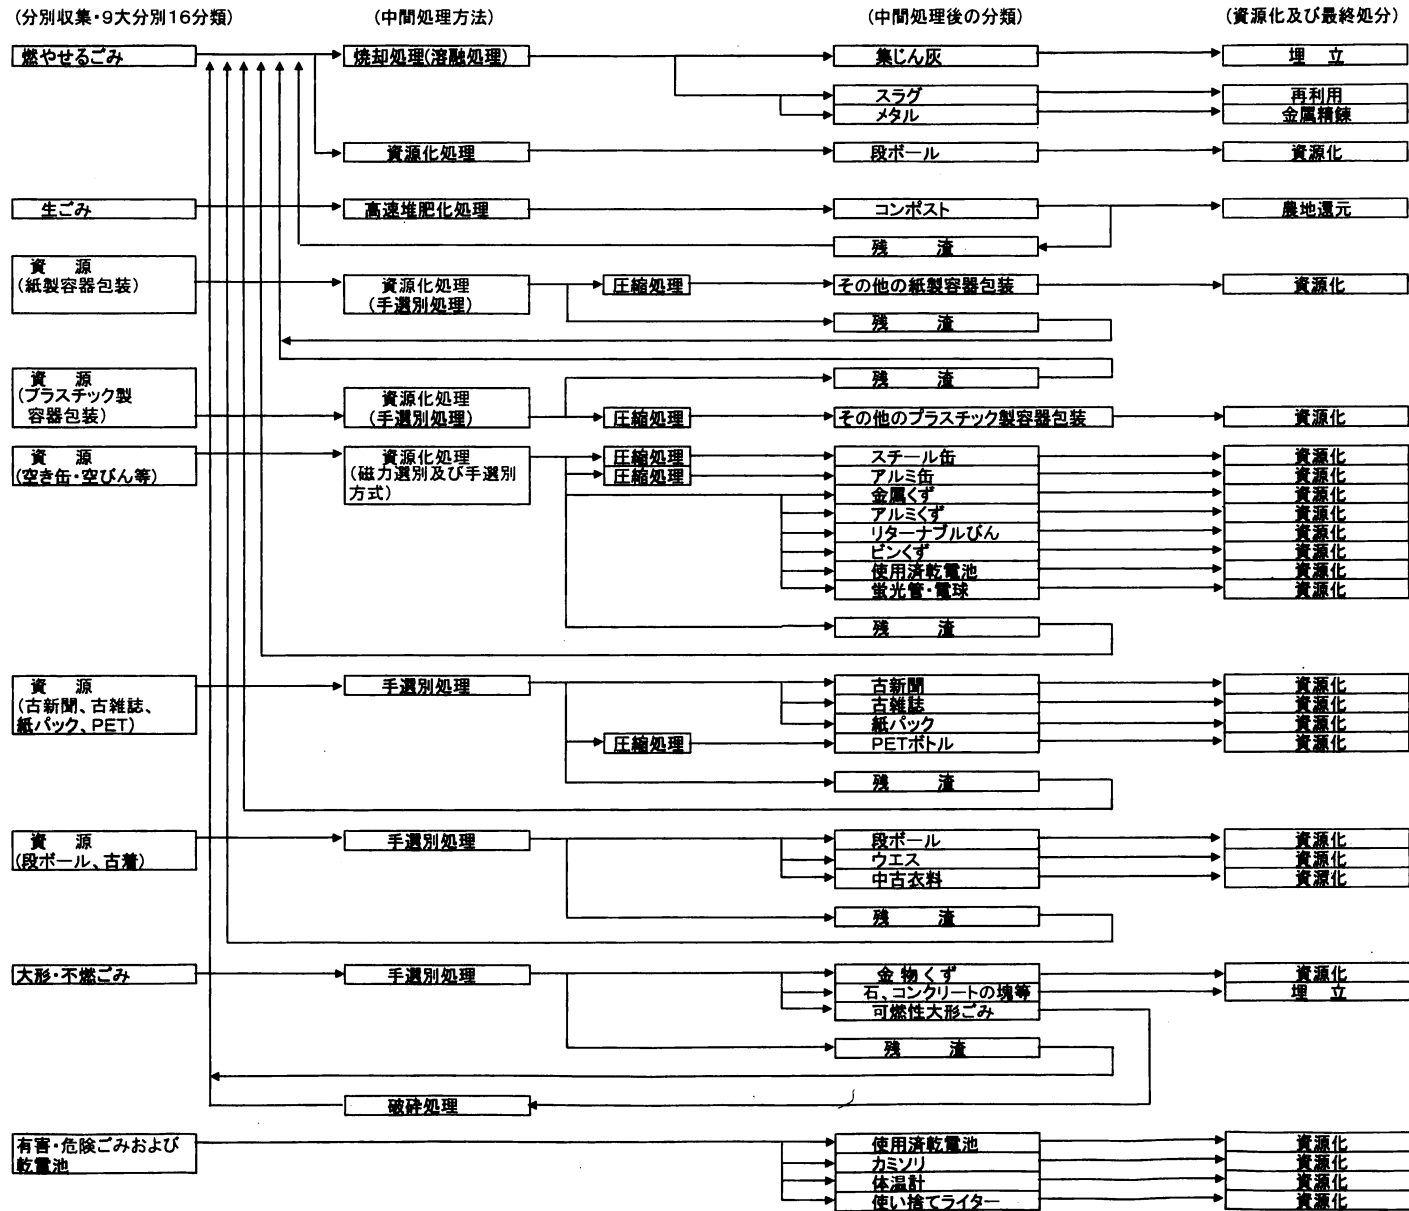 (分別収集・9大分別16分類) (中間処理方法) (中間処理後の分類) (資源化及び最終処分)
燃やせるごみ 焼却処理(溶融処理) 集じん灰 埋 立
スラグ 再利用
メタル 金属精錬
資源化処理 段ボール 資源化
生ごみ 高速堆肥化処理 コンポスト 農地還元
残 渣
資 源
(紙製容器包装) 資源化処理 圧縮処理 その他の紙製容器包装 資源化
(手選別処理)
残 渣
資 源 残 渣
(プラスチック製 資源化処理
容器包装) (手選別処理) 圧縮処理 その他のプラスチック製容器包装 資源化
資 源 資源化処理 圧縮処理 スチール缶 資源化
(空き缶・空びん等) (磁力選別及び手選別 圧縮処理 アルミ缶 資源化
方式) 金属くず 資源化
アルミくず 資源化
リターナブルびん 資源化
ビンくず 資源化
使用済乾電池 資源化
蛍光管・電球 資源化
残 渣
資 源 手選別処理 古新聞 資源化
(古新聞、古雑誌、 古雑誌 資源化
紙パック、PET) 紙パック 資源化
圧縮処理 PETボトル 資源化
残 渣
資 源 手選別処理 段ボール 資源化
(段ボール、古着) ウエス 資源化
中古衣料 資源化
残 渣
大形・不燃ごみ 手選別処理 金物くず 資源化
石、コンクリートの塊等 埋 立
可燃性大形ごみ
残 渣
破砕処理
有害・危険ごみおよび 使用済乾電池 資源化
乾電池 カミソリ 資源化
体温計 資源化
使い捨てライター 資源化